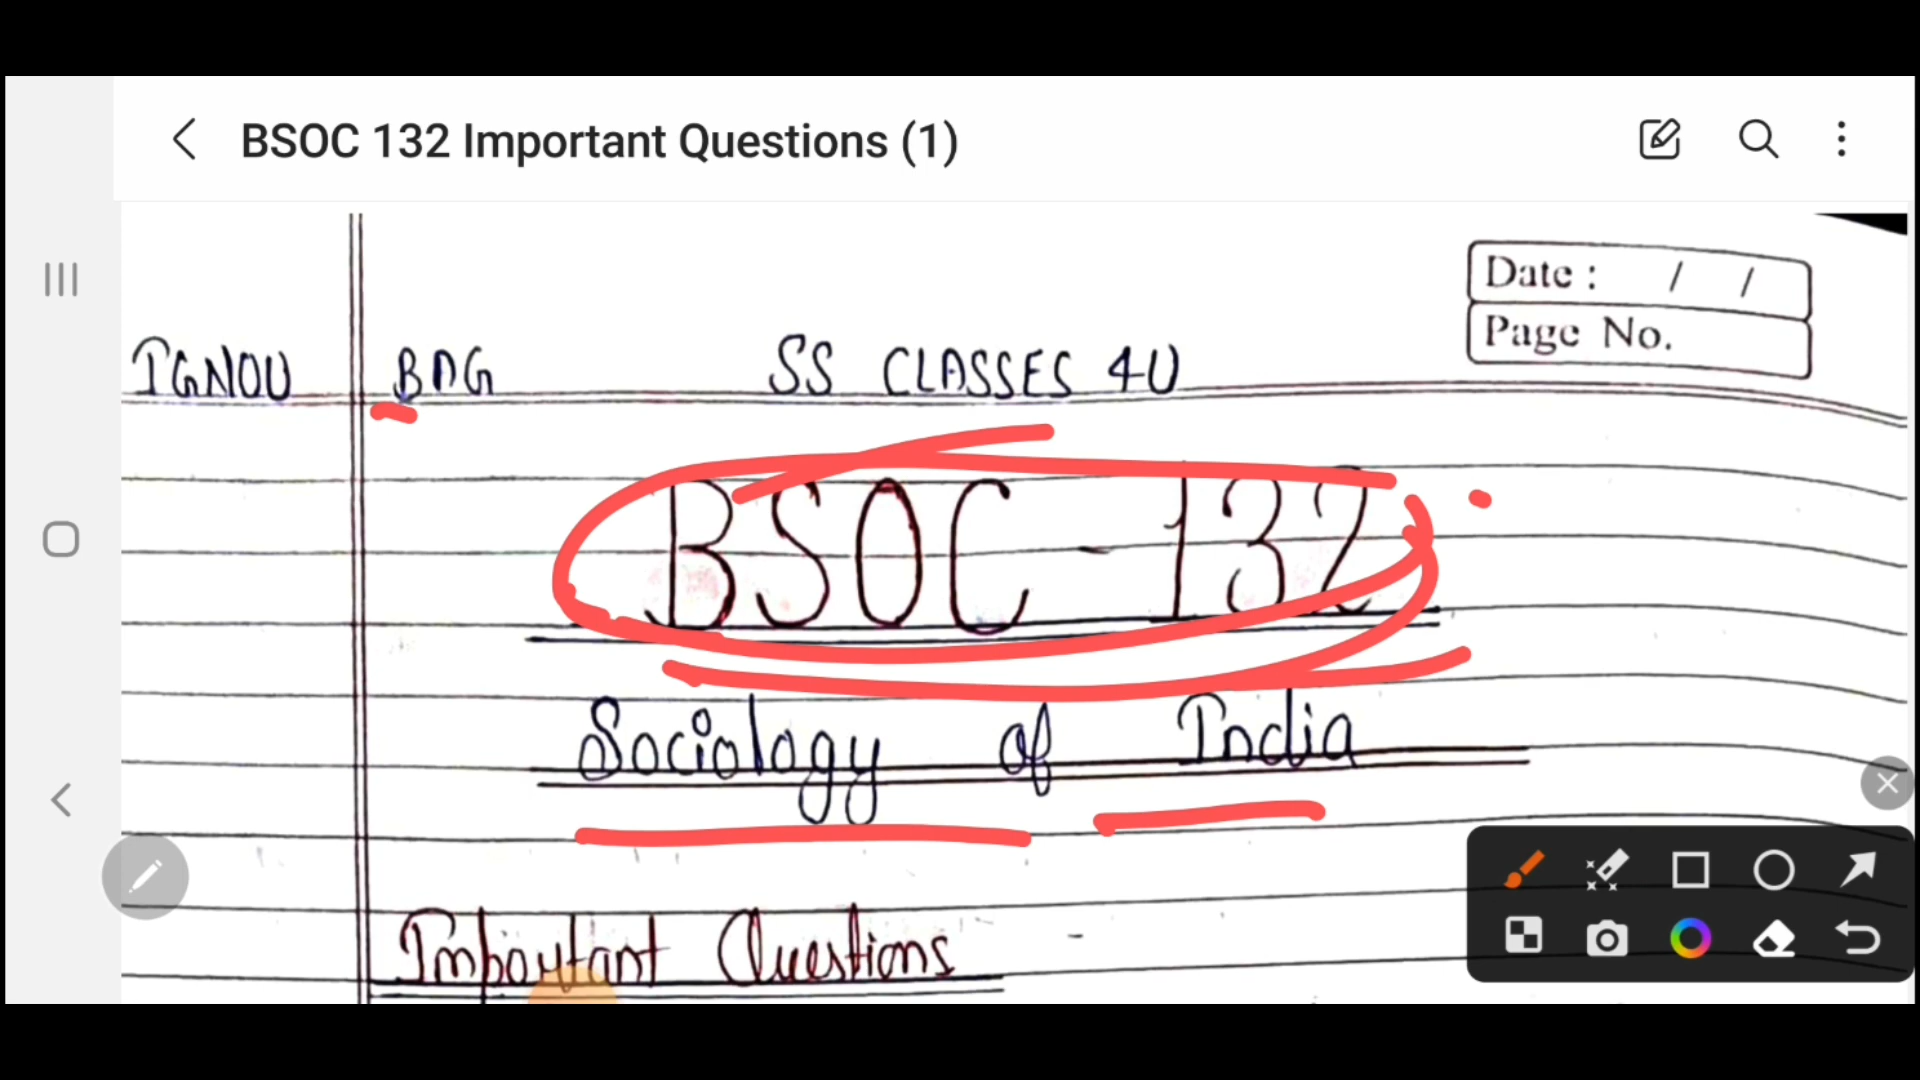 BSOC 132 Important Questions (1)
Date : / /
Page No.
IGNOU BAG SS CLASSES 4U
BSOC - 132
Sociology of India
Important Questions -